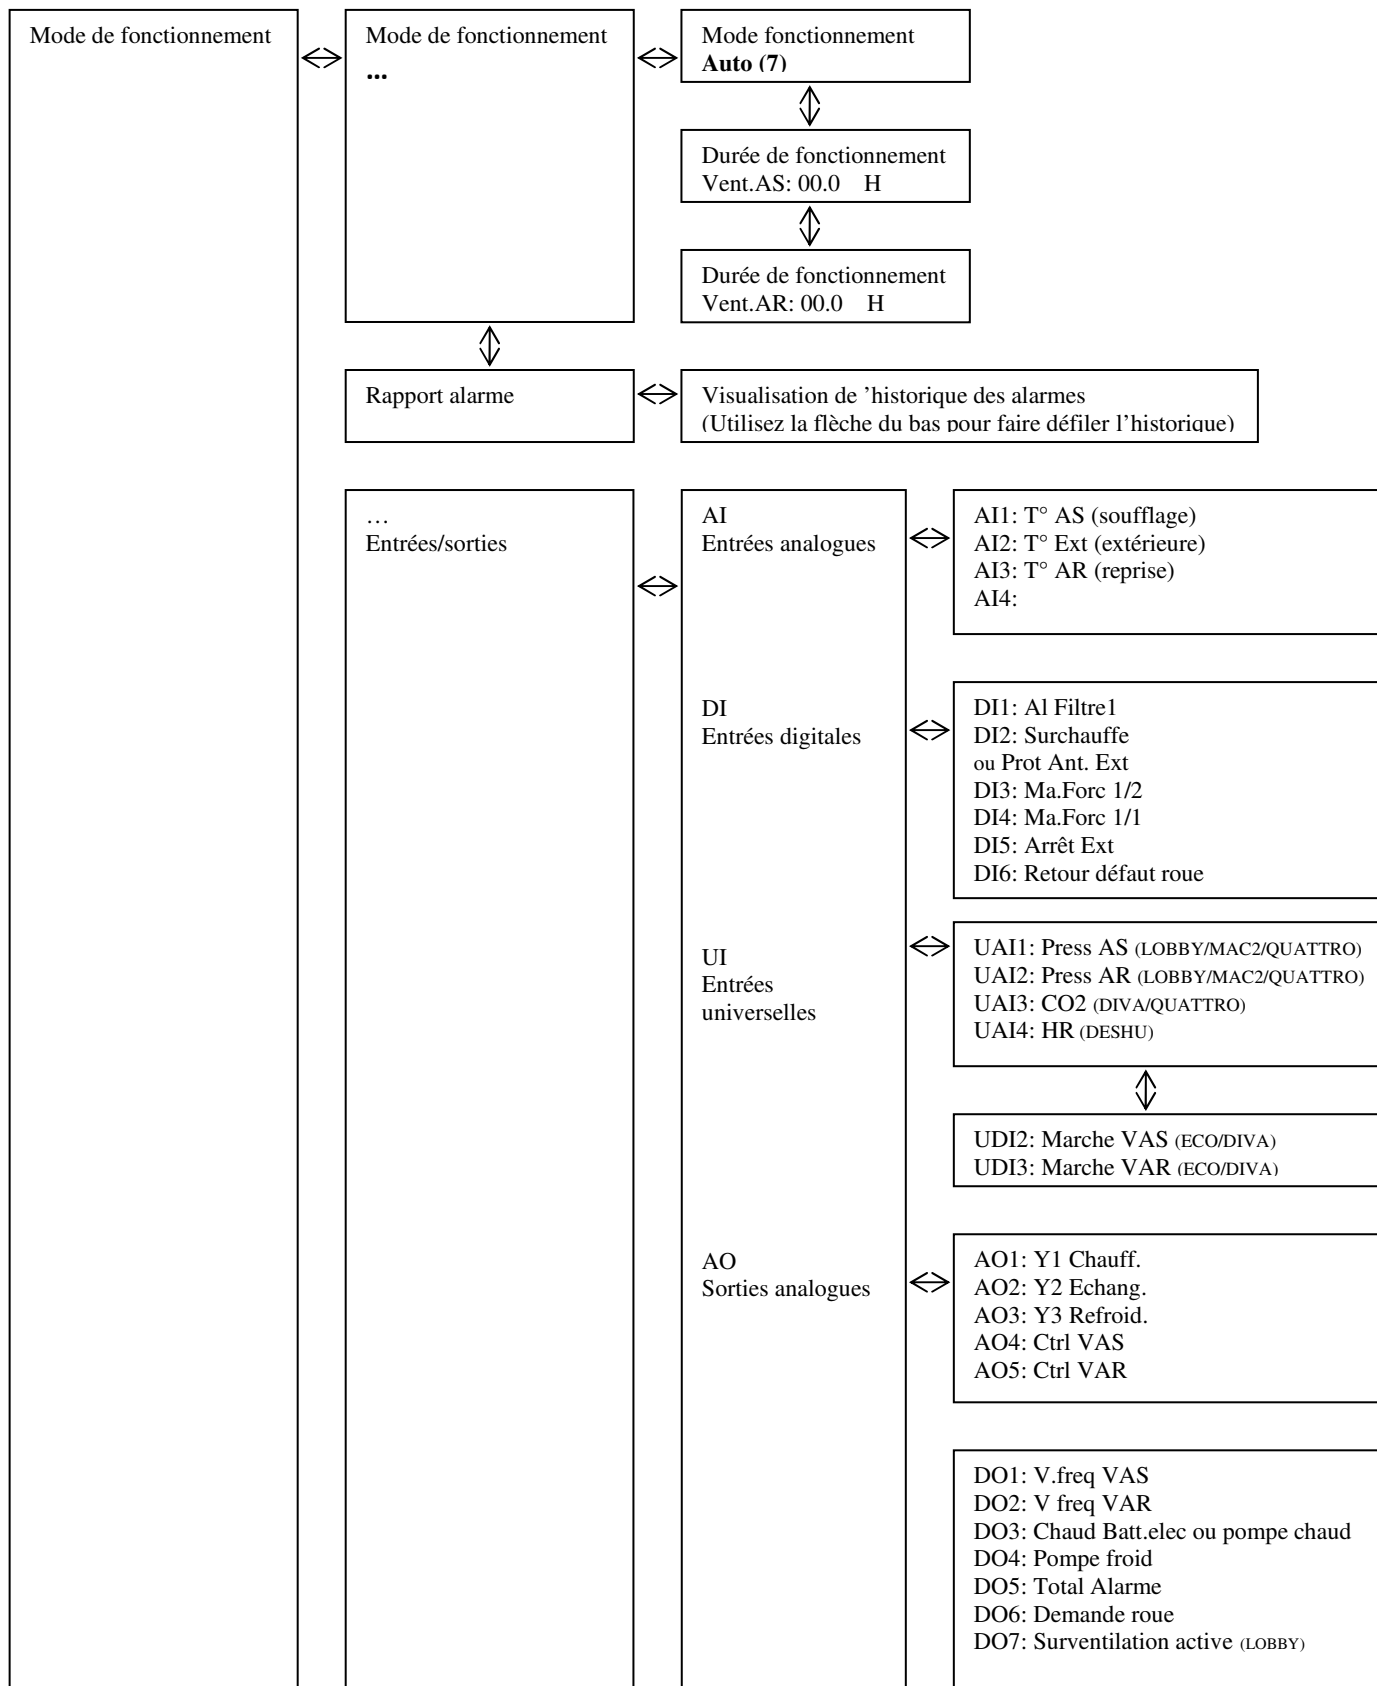 Mode de fonctionnement
Mode de fonctionnement
...
Mode fonctionnement
Auto (7)
Durée de fonctionnement
Vent.AS: 00.0 H
Durée de fonctionnement
Vent.AR: 00.0 H
Rapport alarme
Visualisation de ’historique des alarmes
(Utilisez la flèche du bas pour faire défiler l’historique)
…
Entrées/sorties
AI
Entrées analogues
AI1: T° AS (soufflage)
AI2: T° Ext (extérieure)
AI3: T° AR (reprise)
AI4:
DI
Entrées digitales
DI1: Al Filtre1
DI2: Surchauffe
ou Prot Ant. Ext
DI3: Ma.Forc 1/2
DI4: Ma.Forc 1/1
DI5: Arrêt Ext
DI6: Retour défaut roue
UI
Entrées
universelles
UAI1: Press AS (LOBBY/MAC2/QUATTRO)
UAI2: Press AR (LOBBY/MAC2/QUATTRO)
UAI3: CO2 (DIVA/QUATTRO)
UAI4: HR (DESHU)
UDI2: Marche VAS (ECO/DIVA)
UDI3: Marche VAR (ECO/DIVA)
AO
Sorties analogues
AO1: Y1 Chauff.
AO2: Y2 Echang.
AO3: Y3 Refroid.
AO4: Ctrl VAS
AO5: Ctrl VAR
DO1: V.freq VAS
DO2: V freq VAR
DO3: Chaud Batt.elec ou pompe chaud
DO4: Pompe froid
DO5: Total Alarme
DO6: Demande roue
DO7: Surventilation active (LOBBY)